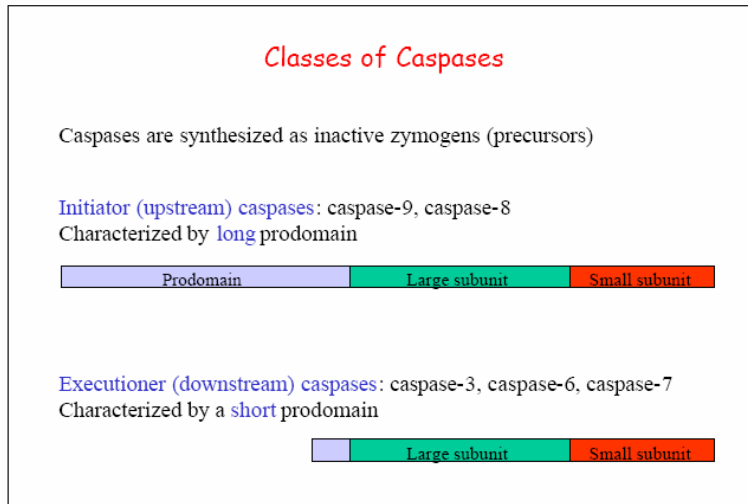 Classes of Caspases
Caspases are synthesized as inactive zymogens (precursors)
Initiator (upstream) caspases: caspase-9, caspase-8
Characterized by long prodomain
Prodomain Large subunit Small subunit
Executioner (downstream) caspases: caspase-3, caspase-6, caspase-7
Characterized by a short prodomain
Large subunit Small subunit